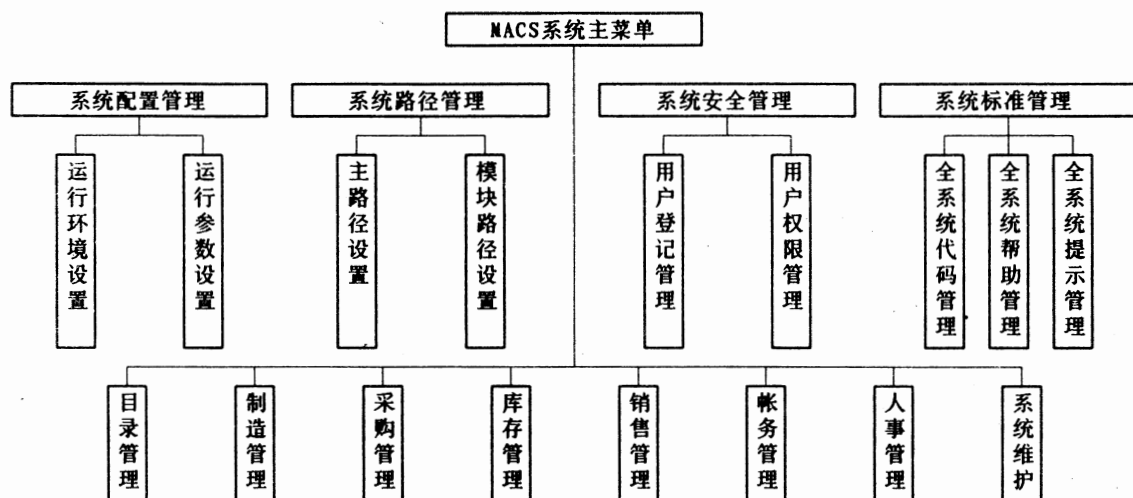 MACS系统主菜单
系统配置管理
系统路径管理
系统安全管理
系统标准管理
运行环境设置
运行参数设置
主路径设置
模块路径设置
用户登记管理
用户权限管理
全系统代码管理
全系统帮助管理
全系统提示管理
目录管理
制造管理
采购管理
库存管理
销售管理
帐务管理
人事管理
系统维护